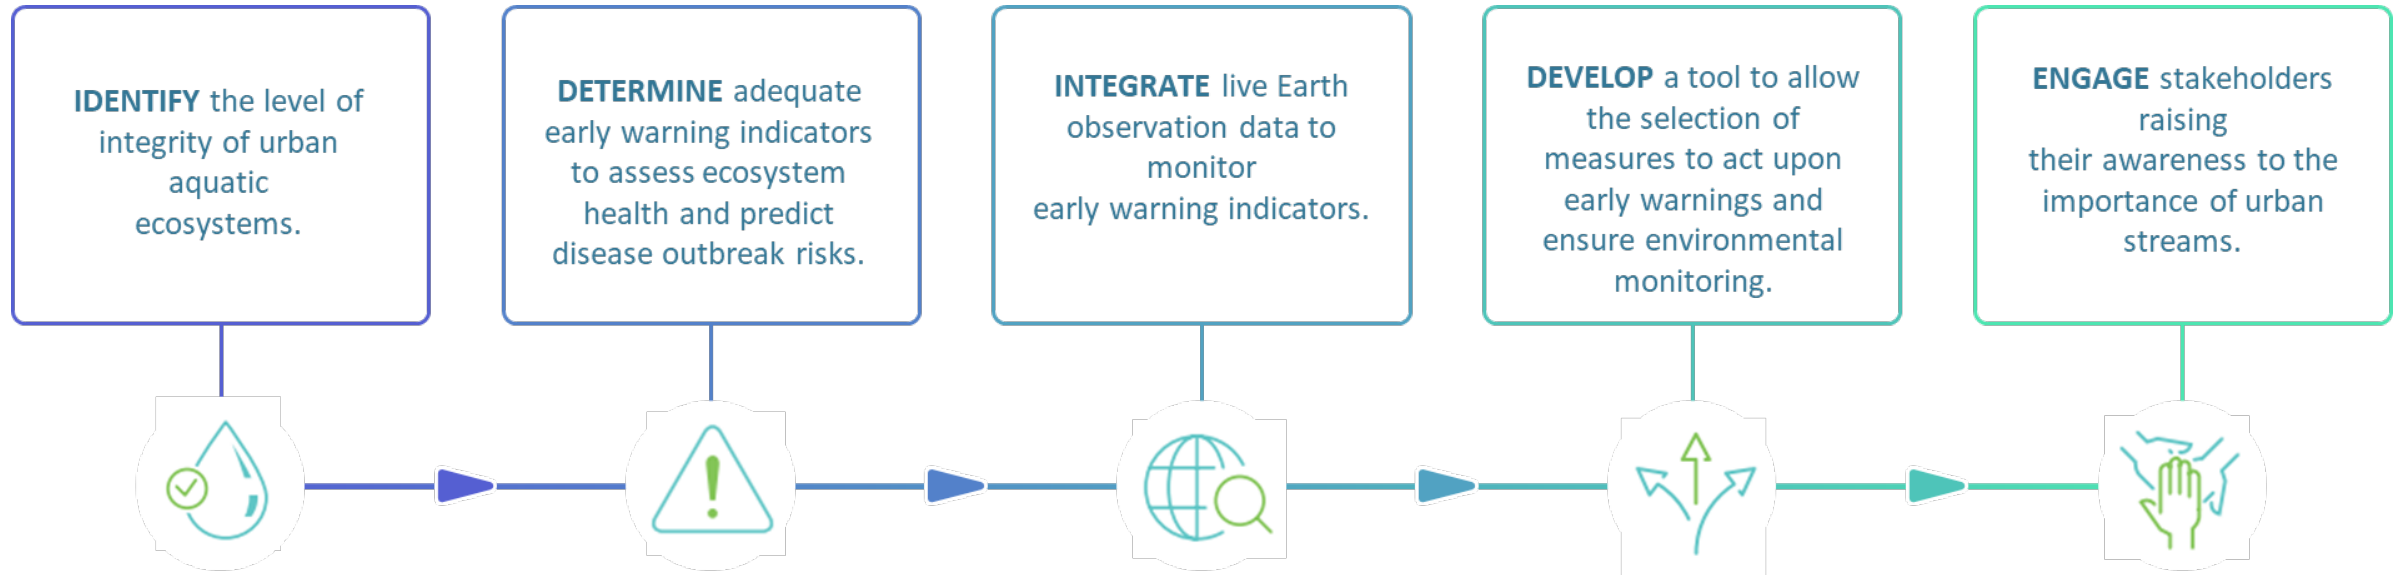 IDENTIFY the level of
integrity of urban
aquatic
ecosystems.
DETERMINE adequate
early warning indicators
to assess ecosystem
health and predict
disease outbreak risks.
INTEGRATE live Earth
observation data to
monitor
early warning indicators.
DEVELOP a tool to allow
the selection of
measures to act upon
early warnings and
ensure environmental
monitoring.
ENGAGE stakeholders
raising
their awareness to the
importance of urban
streams.